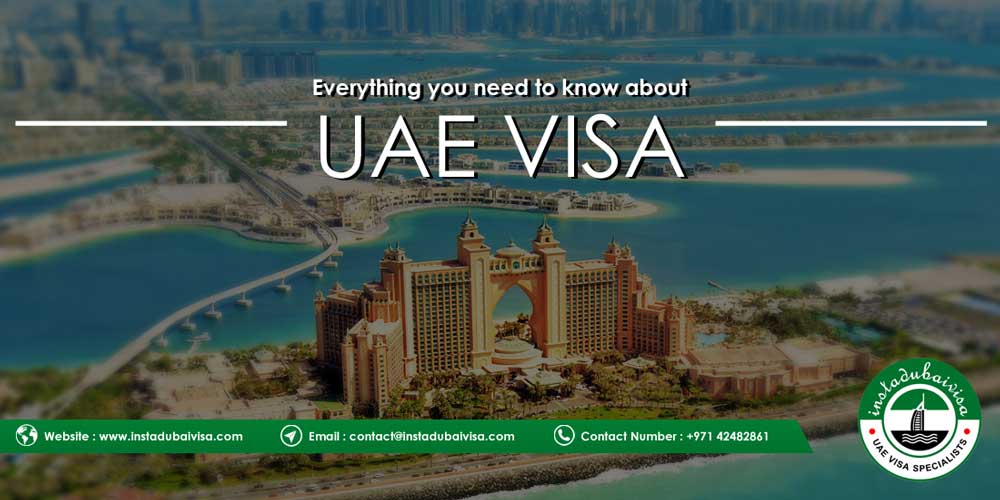 Everything you need to know about
UAE VISA
Website : www.instadubaivisa.com
Email : contact@instadubaivisa.com
Contact Number : +971 42482861
instadubaivisa
UAE VISA SPECIALISTS